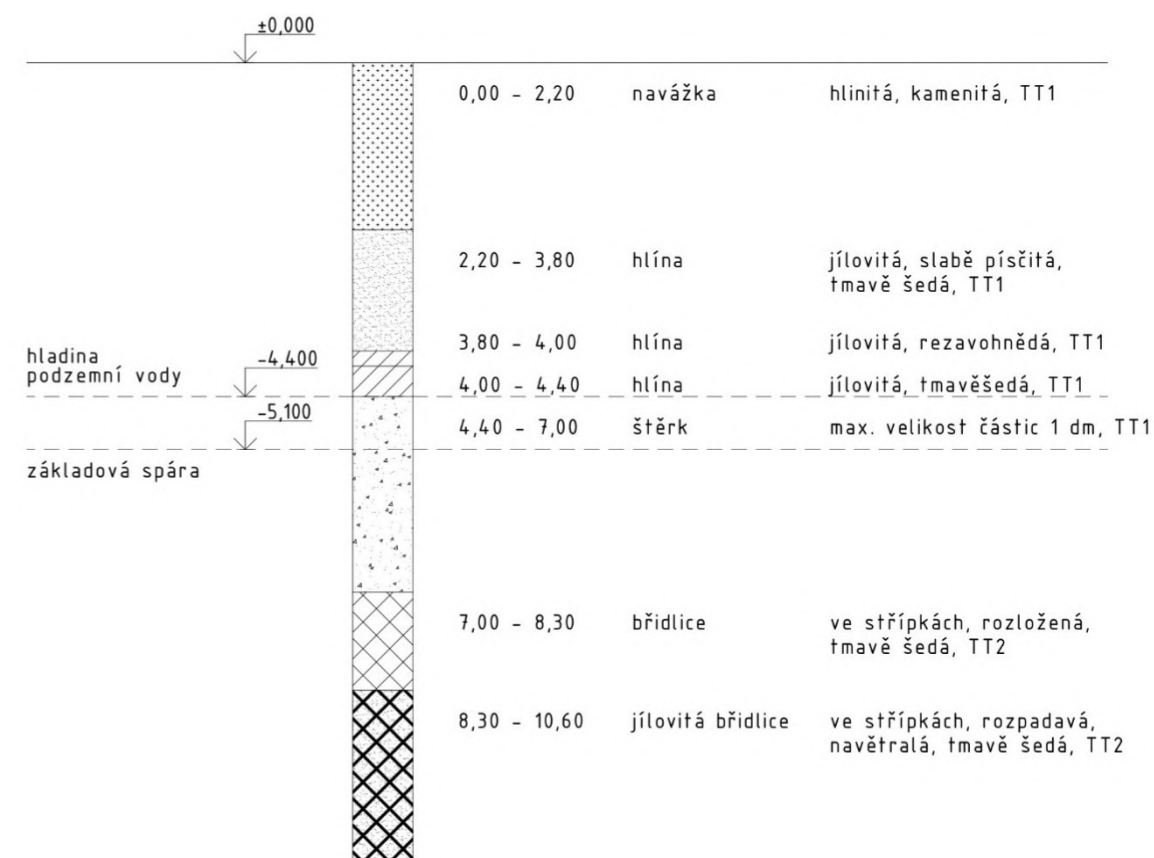 ±0,000
0,00 - 2,20 navážka hlinitá, kamenitá, TT1
2,20 - 3,80 hlína jílovitá, slabě písčitá,
tmavě šedá, TT1
3,80 - 4,00 hlína jílovitá, rezavohnědá, TT1
hladina
podzemní vody
-4,400
4,00 - 4,40 hlína jílovitá, tmavěšedá, TT1
-5,100
4,40 - 7,00 štěrk max. velikost částic 1 dm, TT1
základová spára
7,00 - 8,30 břidlice ve střípkách, rozložená,
tmavě šedá, TT2
8,30 - 10,60 jílovitá břidlice ve střípkách, rozpadavá,
navětralá, tmavě šedá, TT2